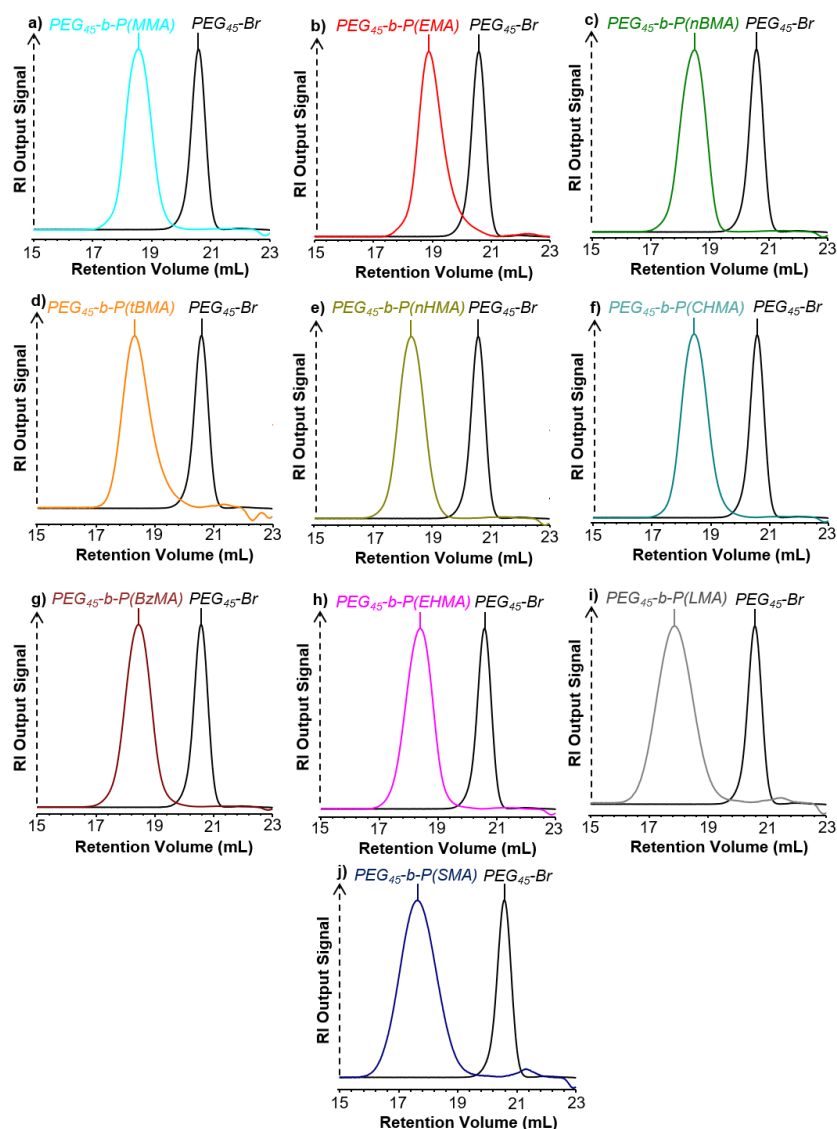 a) PEG45-b-P(MMA) PEG45-Br
RI Output Signal
15 17 19 21 23
Retention Volume (mL)
b) PEG45-b-P(EMA) PEG45-Br
RI Output Signal
15 17 19 21 23
Retention Volume (mL)
c) PEG45-b-P(nBMA) PEG45-Br
RI Output Signal
15 17 19 21 23
Retention Volume (mL)
d) PEG45-b-P(tBMA) PEG45-Br
RI Output Signal
15 17 19 21 23
Retention Volume (mL)
e) PEG45-b-P(nHMA) PEG45-Br
RI Output Signal
15 17 19 21 23
Retention Volume (mL)
f) PEG45-b-P(CHMA) PEG45-Br
RI Output Signal
15 17 19 21 23
Retention Volume (mL)
g) PEG45-b-P(BzMA) PEG45-Br
RI Output Signal
15 17 19 21 23
Retention Volume (mL)
h) PEG45-b-P(EHMA) PEG45-Br
RI Output Signal
15 17 19 21 23
Retention Volume (mL)
i) PEG45-b-P(LMA) PEG45-Br
RI Output Signal
15 17 19 21 23
Retention Volume (mL)
j) PEG45-b-P(SMA) PEG45-Br
RI Output Signal
15 17 19 21 23
Retention Volume (mL)